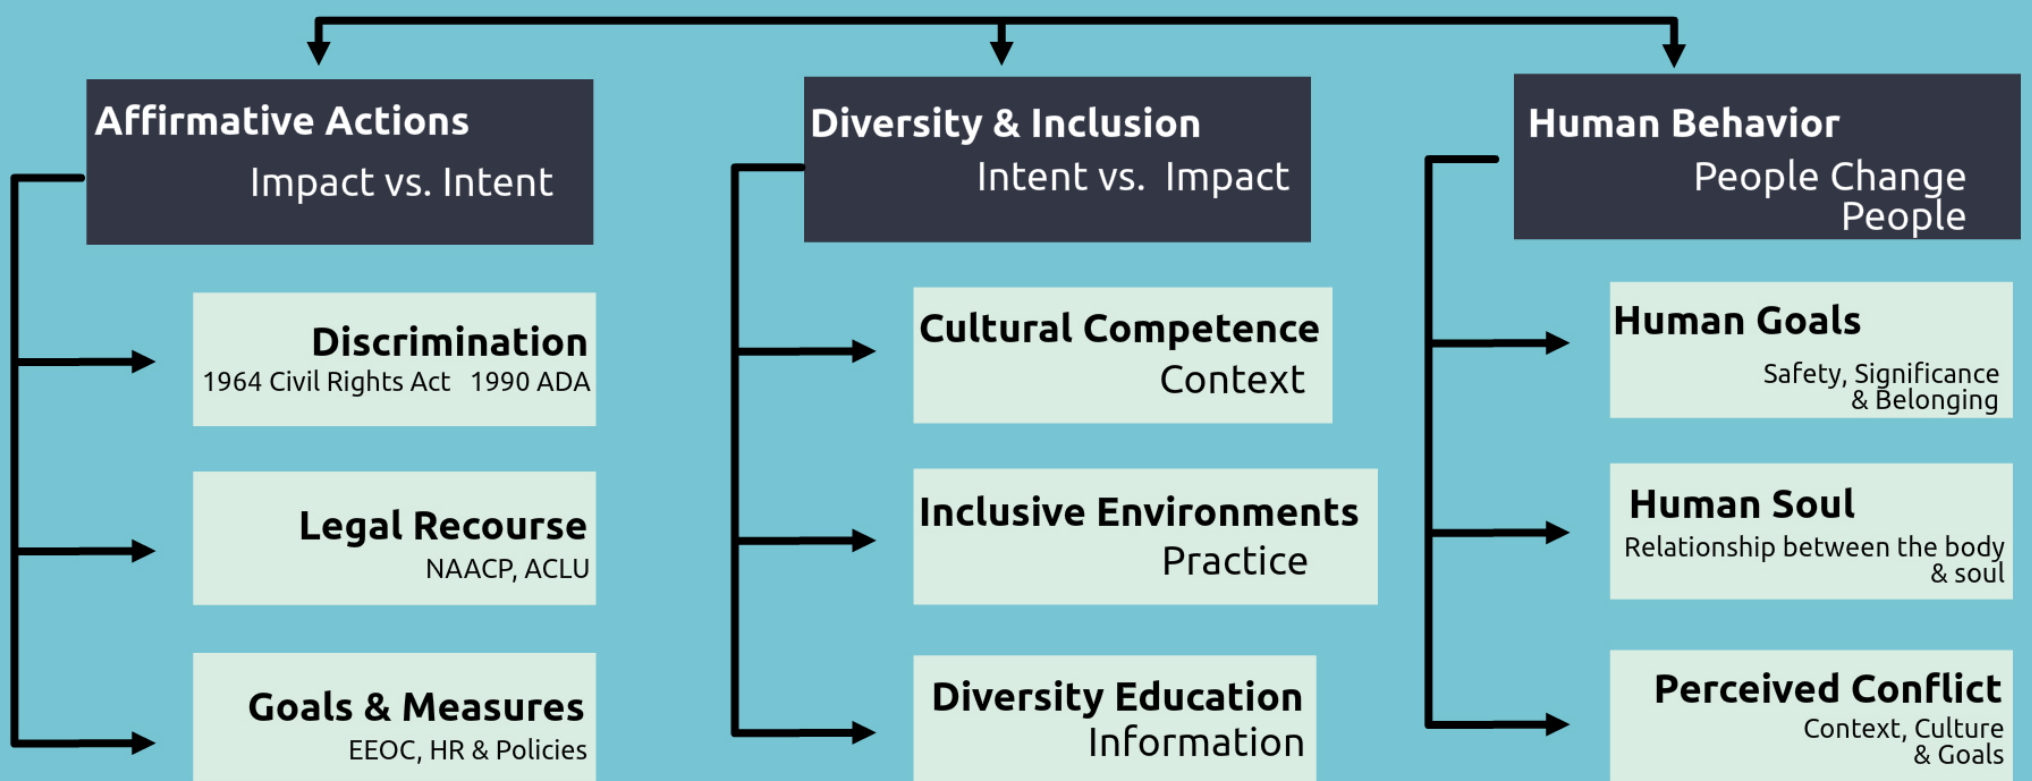 Affirmative Actions
Impact vs. Intent
Discrimination
1964 Civil Rights Act 1990 ADA
Legal Recourse
NAACP, ACLU
Goals & Measures
EEOC, HR & Policies
Diversity & Inclusion
Intent vs. Impact
Cultural Competence
Context
Inclusive Environments
Practice
Diversity Education
Information
Human Behavior
People Change
People
Human Goals
Safety, Significance
& Belonging
Human Soul
Relationship between the body
& soul
Perceived Conflict
Context, Culture
& Goals